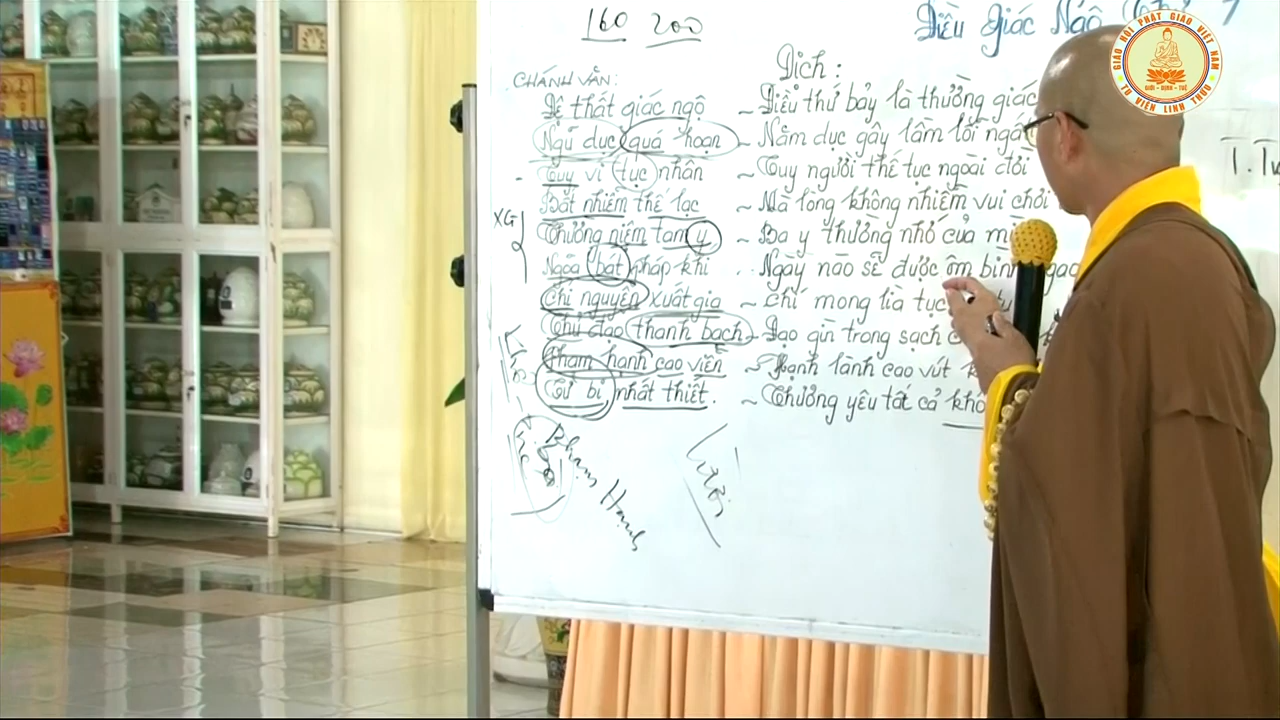 160 200
Điều Giác Ngộ Thứ 7
GIÁO HỘI PHẬT GIÁO VIỆT NAM
GIỚI - ĐỊNH - TUỆ
TU VIỆN LINH THỨU
CHÁNH VĂN:
Dịch:
Đệ thất giác ngộ ~ Điều thứ bảy là thường giác
Ngũ dục quá hoạn ~ Năm dục gây lầm lỗi
Tuy vi tục nhân ~ Tuy người thế tục ngoài đời
Bất nhiễm thế lạc ~ Mà lòng không nhiễm vui chơi
Thường niệm tam y ~ Ba y thường nhớ của
Ngõa bát pháp khí ~ Ngày nào sẽ được ôm
Chí nguyện xuất gia ~ Chí mong lìa tục
Thủ đạo thanh bạch ~ Đạo gìn trong sạch
Phạm hạnh cao viễn ~ Hạnh lành cao vút
Từ bi nhất thiết. ~ Thương yêu tất cả
XG
Phạm Hạnh